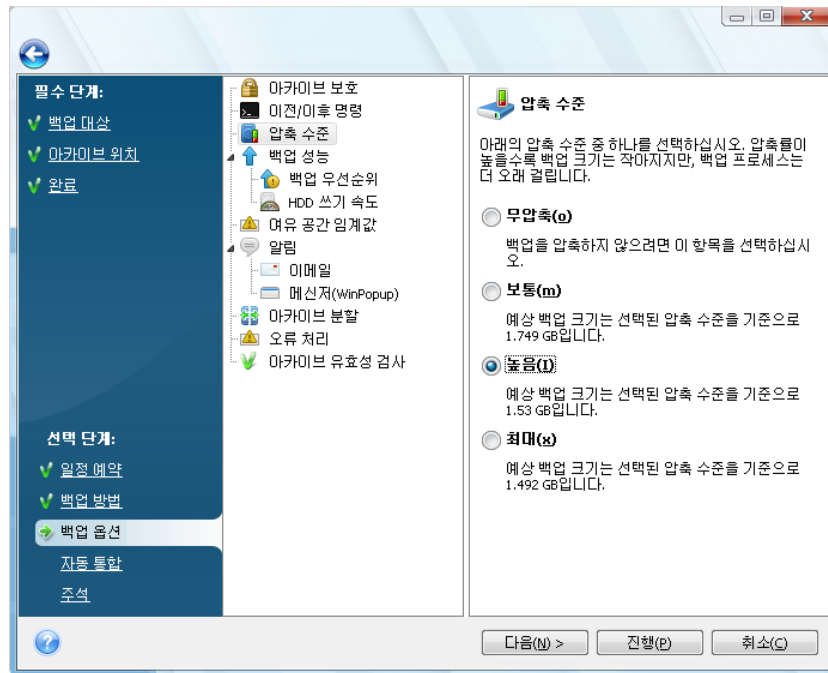 필수 단계:
백업 대상
아카이브 위치
완료
선택 단계:
일정 예약
백업 방법
백업 옵션
자동 통합
주석
아카이브 보호
이전/이후 명령
압축 수준
백업 성능
백업 우선순위
HDD 쓰기 속도
여유 공간 임계값
알림
이메일
메신저(WinPopup)
아카이브 분할
오류 처리
아카이브 유효성 검사
압축 수준
아래의 압축 수준 중 하나를 선택하십시오. 압축률이
높을수록 백업 크기는 작아지지만, 백업 프로세스는
더 오래 걸립니다.
무압축(o)
백업을 압축하지 않으려면 이 항목을 선택하십시
오.
보통(m)
예상 백업 크기는 선택된 압축 수준을 기준으로
1.749 GB입니다.
높음(I)
예상 백업 크기는 선택된 압축 수준을 기준으로
1.53 GB입니다.
최대(x)
예상 백업 크기는 선택된 압축 수준을 기준으로
1.492 GB입니다.
다음(N) >
진행(P)
취소(C)